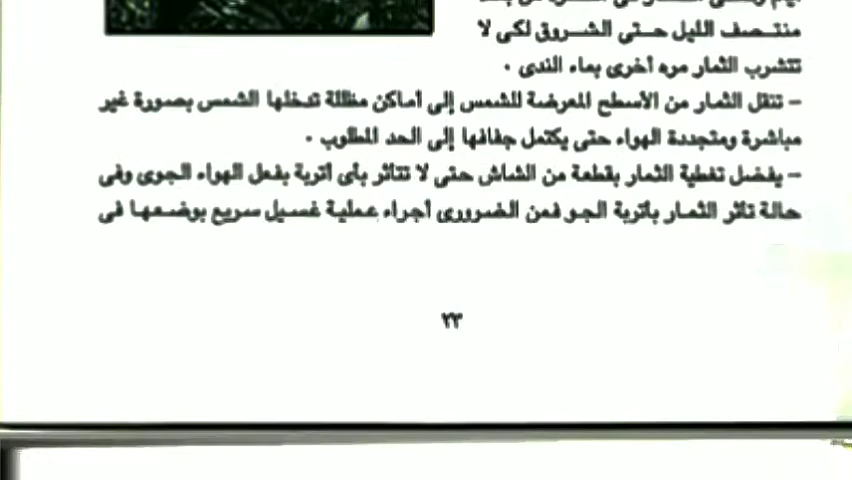 منتصف الليل حتى الشروق لكى لا
تتشرب الثمار مره أخرى بماء الندى .
– تنقل الثمار من الأسطح المعرضة للشمس إلى أماكن مظللة تدخلها الشمس بصورة غير
مباشرة ومتجددة الهواء حتى يكتمل جفافها إلى الحد المطلوب .
– يفضل تغطية الثمار بقطعة من الشاش حتى لا تتأثر بأى أتربة بفعل الهواء الجوى وفى
حالة تأثر الثمار بأتربة الجو فمن الضرورى أجراء عملية غسيل سريع بوضعها فى
٢٣